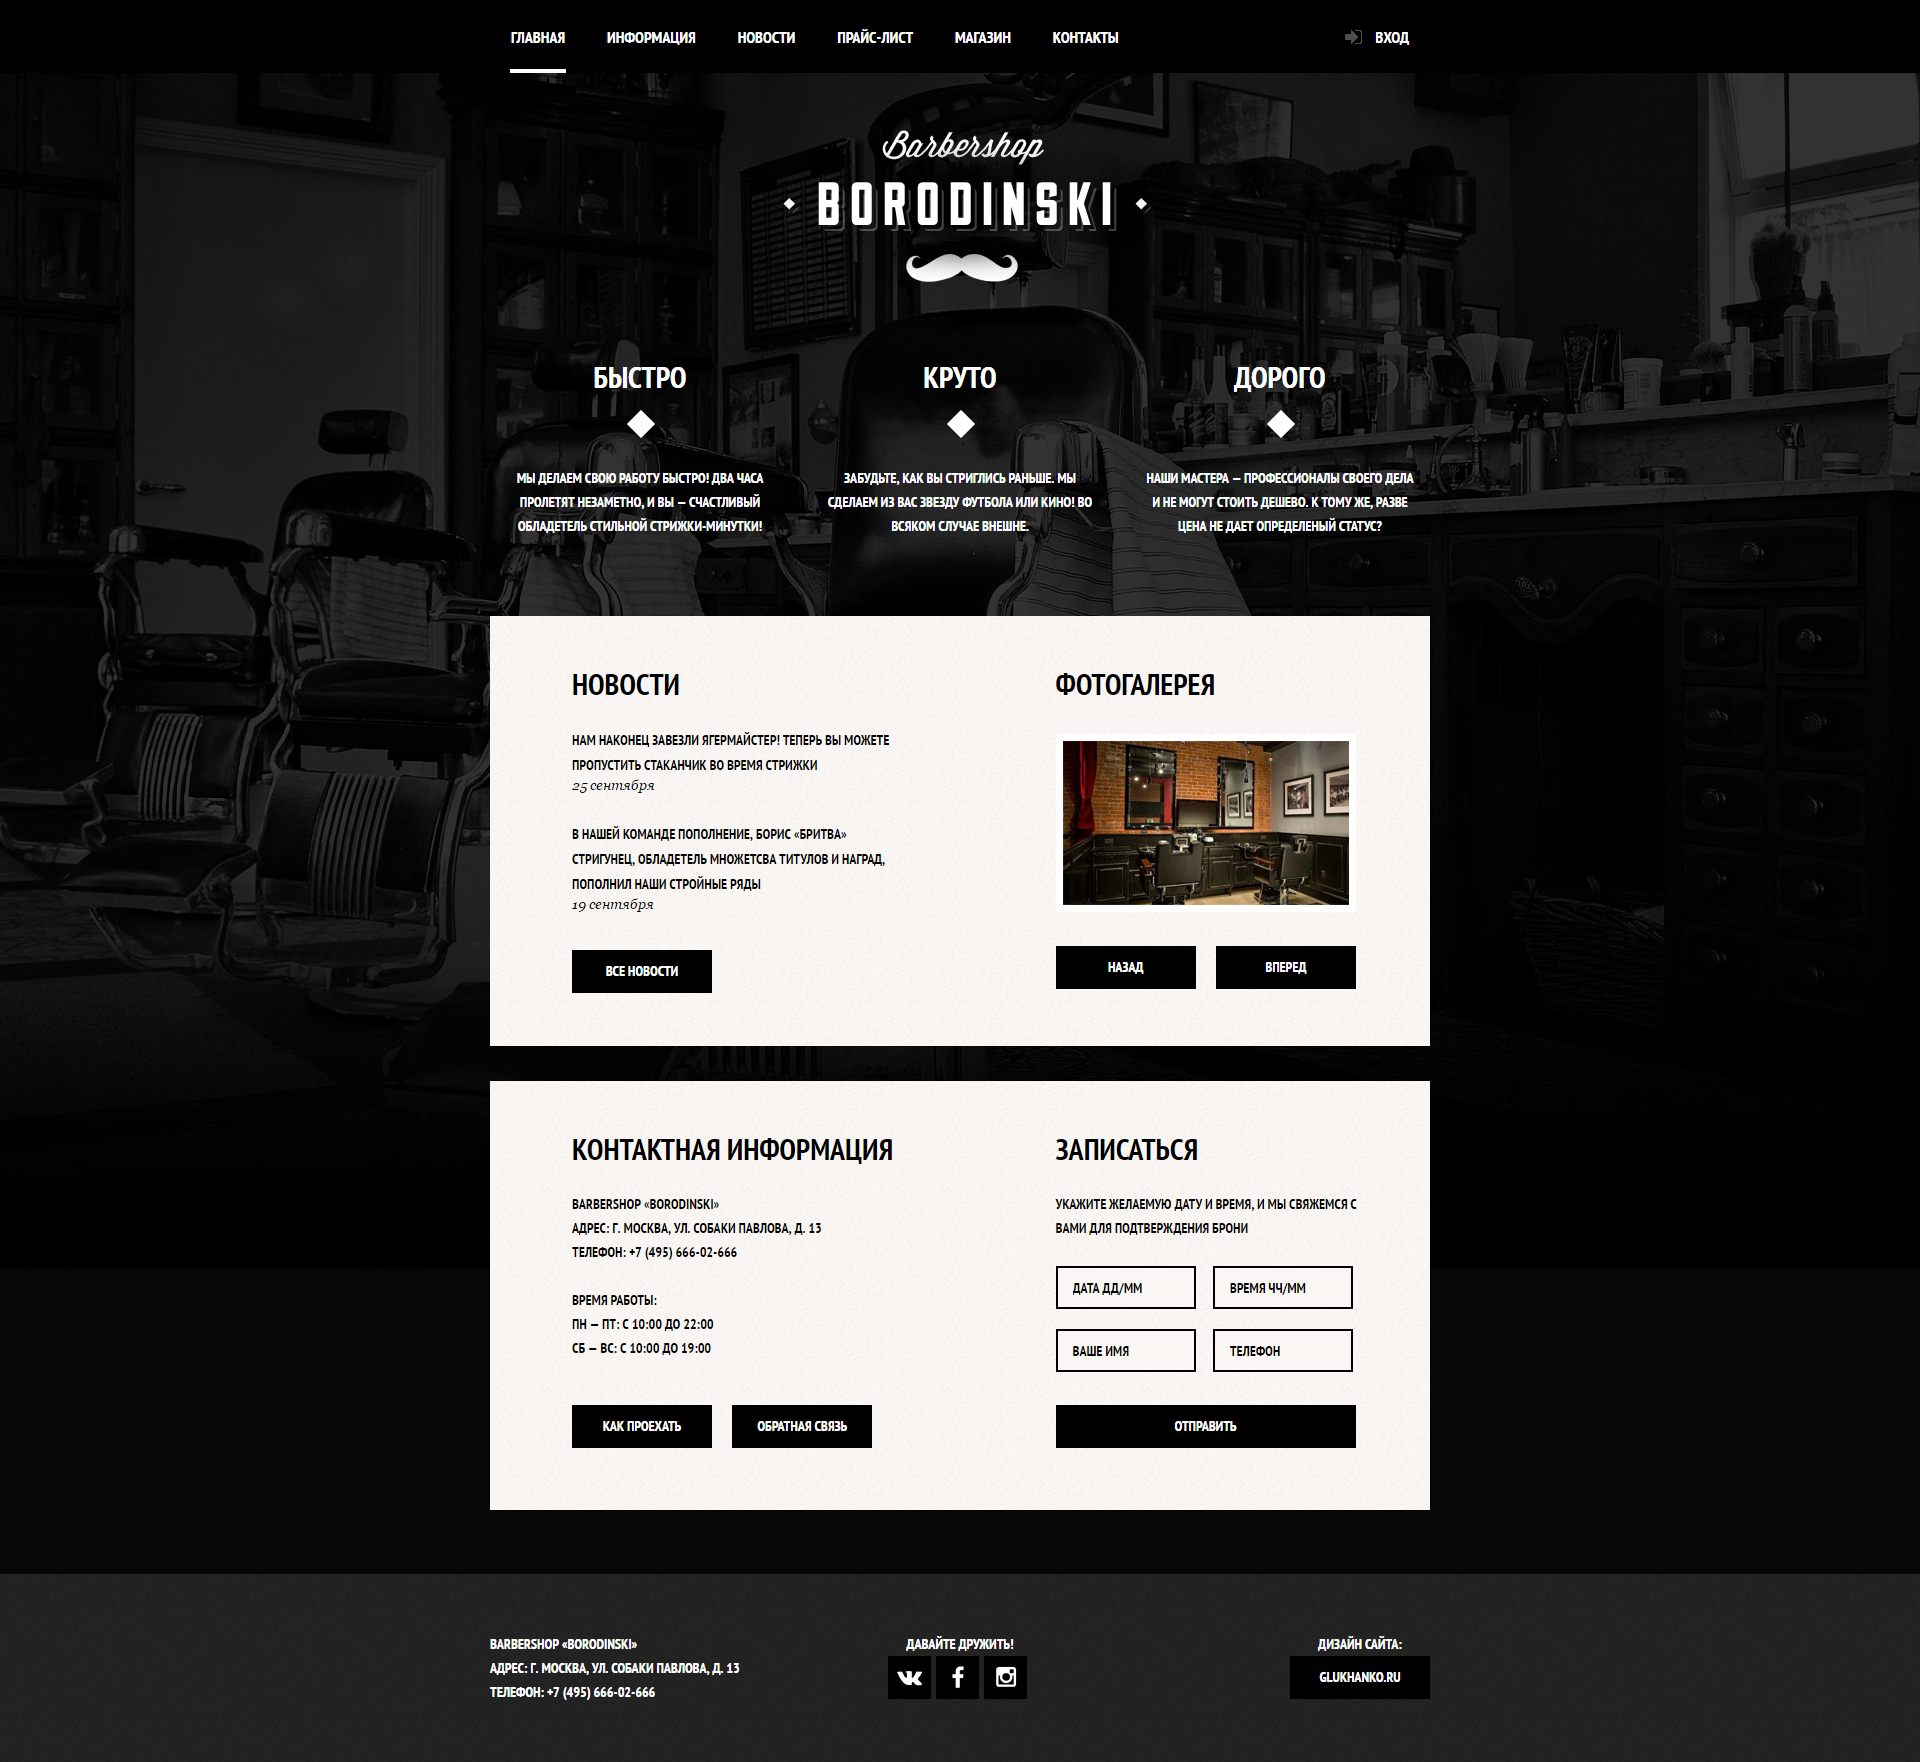 ГЛАВНАЯ ИНФОРМАЦИЯ НОВОСТИ ПРАЙС-ЛИСТ МАГАЗИН КОНТАКТЫ ВХОД
Barbershop
BORODINSKI
БЫСТРО
МЫ ДЕЛАЕМ СВОЮ РАБОТУ БЫСТРО! ДВА ЧАСА
ПРОЛЕТЯТ НЕЗАМЕТНО, И ВЫ — СЧАСТЛИВЫЙ
ОБЛАДЕТЕЛЬ СТИЛЬНОЙ СТРИЖКИ-МИНУТКИ!
КРУТО
ЗАБУДЬТЕ, КАК ВЫ СТРИГЛИСЬ РАНЬШЕ. МЫ
СДЕЛАЕМ ИЗ ВАС ЗВЕЗДУ ФУТБОЛА ИЛИ КИНО! ВО
ВСЯКОМ СЛУЧАЕ ВНЕШНЕ.
ДОРОГО
НАШИ МАСТЕРА — ПРОФЕССИОНАЛЫ СВОЕГО ДЕЛА
И НЕ МОГУТ СТОИТЬ ДЕШЕВО. К ТОМУ ЖЕ, РАЗВЕ
ЦЕНА НЕ ДАЕТ ОПРЕДЕЛЕНЫЙ СТАТУС?
НОВОСТИ
НАМ НАКОНЕЦ ЗАВЕЗЛИ ЯГЕРМАЙСТЕР! ТЕПЕРЬ ВЫ МОЖЕТЕ
ПРОПУСТИТЬ СТАКАНЧИК ВО ВРЕМЯ СТРИЖКИ
25 сентября
В НАШЕЙ КОМАНДЕ ПОПОЛНЕНИЕ, БОРИС «БРИТВА»
СТРИГУНЕЦ, ОБЛАДЕТЕЛЬ МНОЖЕТСВА ТИТУЛОВ И НАГРАД,
ПОПОЛНИЛ НАШИ СТРОЙНЫЕ РЯДЫ
19 сентября
ВСЕ НОВОСТИ
ФОТОГАЛЕРЕЯ
НАЗАД ВПЕРЕД
КОНТАКТНАЯ ИНФОРМАЦИЯ
BARBERSHOP «BORODINSKI»
АДРЕС: Г. МОСКВА, УЛ. СОБАКИ ПАВЛОВА, Д. 13
ТЕЛЕФОН: +7 (495) 666-02-666
ВРЕМЯ РАБОТЫ:
ПН — ПТ: С 10:00 ДО 22:00
СБ — ВС: С 10:00 ДО 19:00
КАК ПРОЕХАТЬ ОБРАТНАЯ СВЯЗЬ
ЗАПИСАТЬСЯ
УКАЖИТЕ ЖЕЛАЕМУЮ ДАТУ И ВРЕМЯ, И МЫ СВЯЖЕМСЯ С
ВАМИ ДЛЯ ПОДТВЕРЖДЕНИЯ БРОНИ
ДАТА ДД/ММ ВРЕМЯ ЧЧ/ММ
ВАШЕ ИМЯ ТЕЛЕФОН
ОТПРАВИТЬ
BARBERSHOP «BORODINSKI»
АДРЕС: Г. МОСКВА, УЛ. СОБАКИ ПАВЛОВА, Д. 13
ТЕЛЕФОН: +7 (495) 666-02-666
ДАВАЙТЕ ДРУЖИТЬ!
ДИЗАЙН САЙТА:
GLUKHANKO.RU